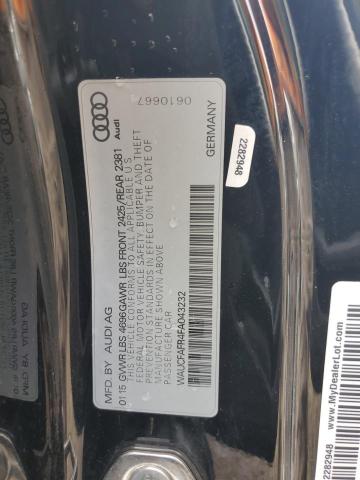 0610667
Audi
GERMANY
MFD. BY AUDI AG
0115 GVWR LBS 4696 GAWR LBS FRONT 2425/REAR 2381
THIS VEHICLE CONFORMS TO ALL APPLICABLE U S
FEDERAL MOTOR VEHICLE SAFETY, BUMPER AND THEFT
PREVENTION STANDARDS IN EFFECT ON THE DATE OF
MANUFACTURE SHOWN ABOVE.
PASSENGER CAR
WAUCFAFR4FA043232
2282948
www.MyDealerLot.com
2282948